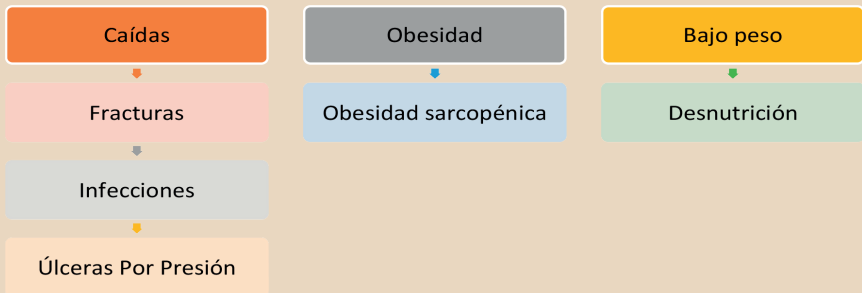 Caídas
Fracturas
Infecciones
Úlceras Por Presión
Obesidad
Obesidad sarcopénica
Bajo peso
Desnutrición